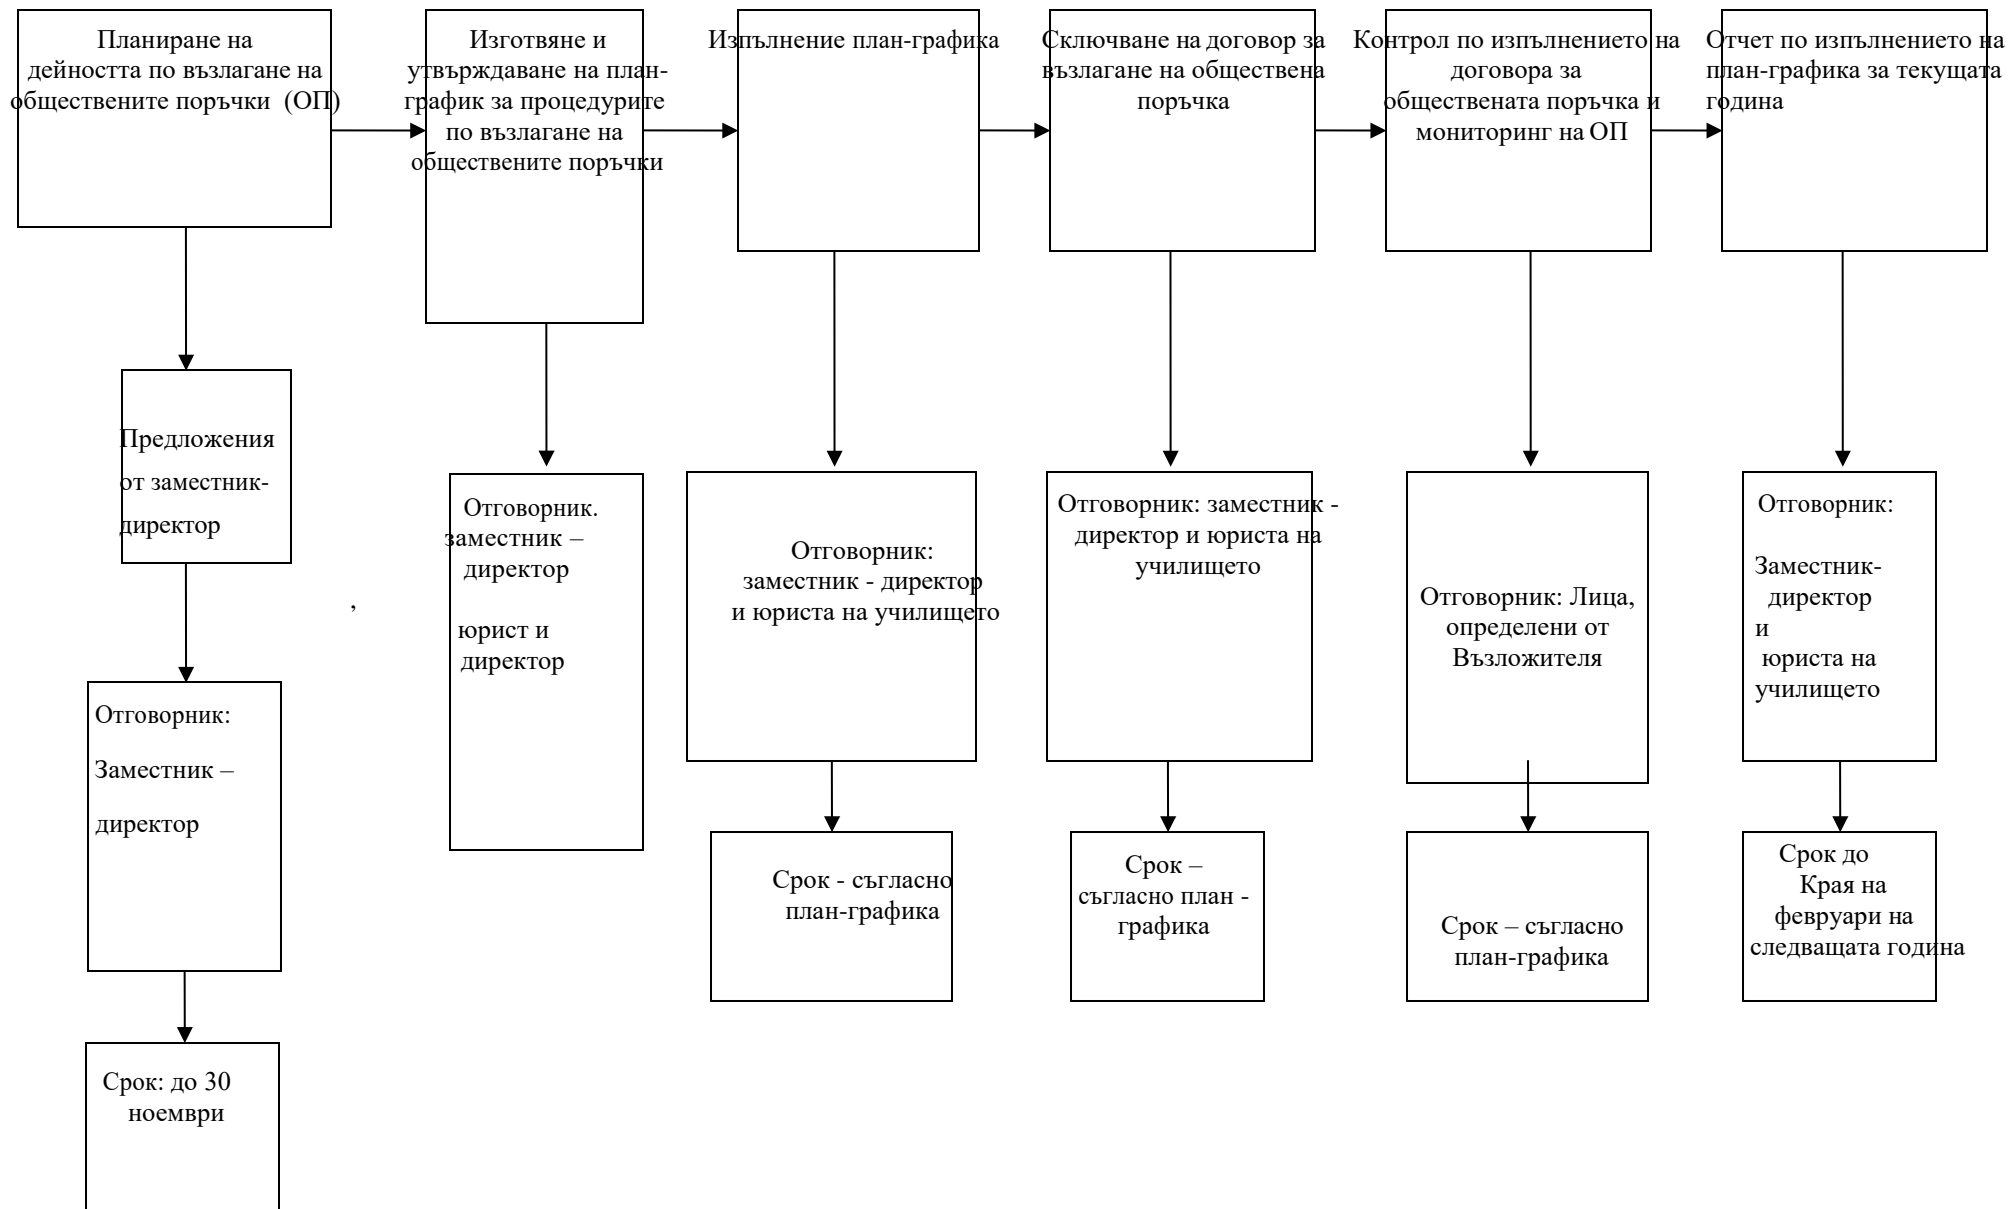 Планиране на
дейността по възлагане на
обществените поръчки (ОП)
Изготвяне и
утвърждаване на план-
график за процедурите
по възлагане на
обществените поръчки
Изпълнение план-графика
Сключване на договор за
възлагане на обществена
поръчка
Контрол по изпълнението на
договора за
обществената поръчка и
мониторинг на ОП
Отчет по изпълнението на
план-графика за текущата
година
Предложения
от заместник-
директор
Отговорник:
Заместник –
директор
Срок: до 30
ноември
,
Отговорник.
заместник –
директор
юрист и
директор
Отговорник:
заместник - директор
и юриста на училището
Срок - съгласно
план-графика
Отговорник: заместник -
директор и юриста на
училището
Срок –
съгласно план -
графика
Отговорник: Лица,
определени от
Възложителя
Срок – съгласно
план-графика
Отговорник:
Заместник-
директор
и
юриста на
училището
Срок до
Края на
февруари на
следващата година